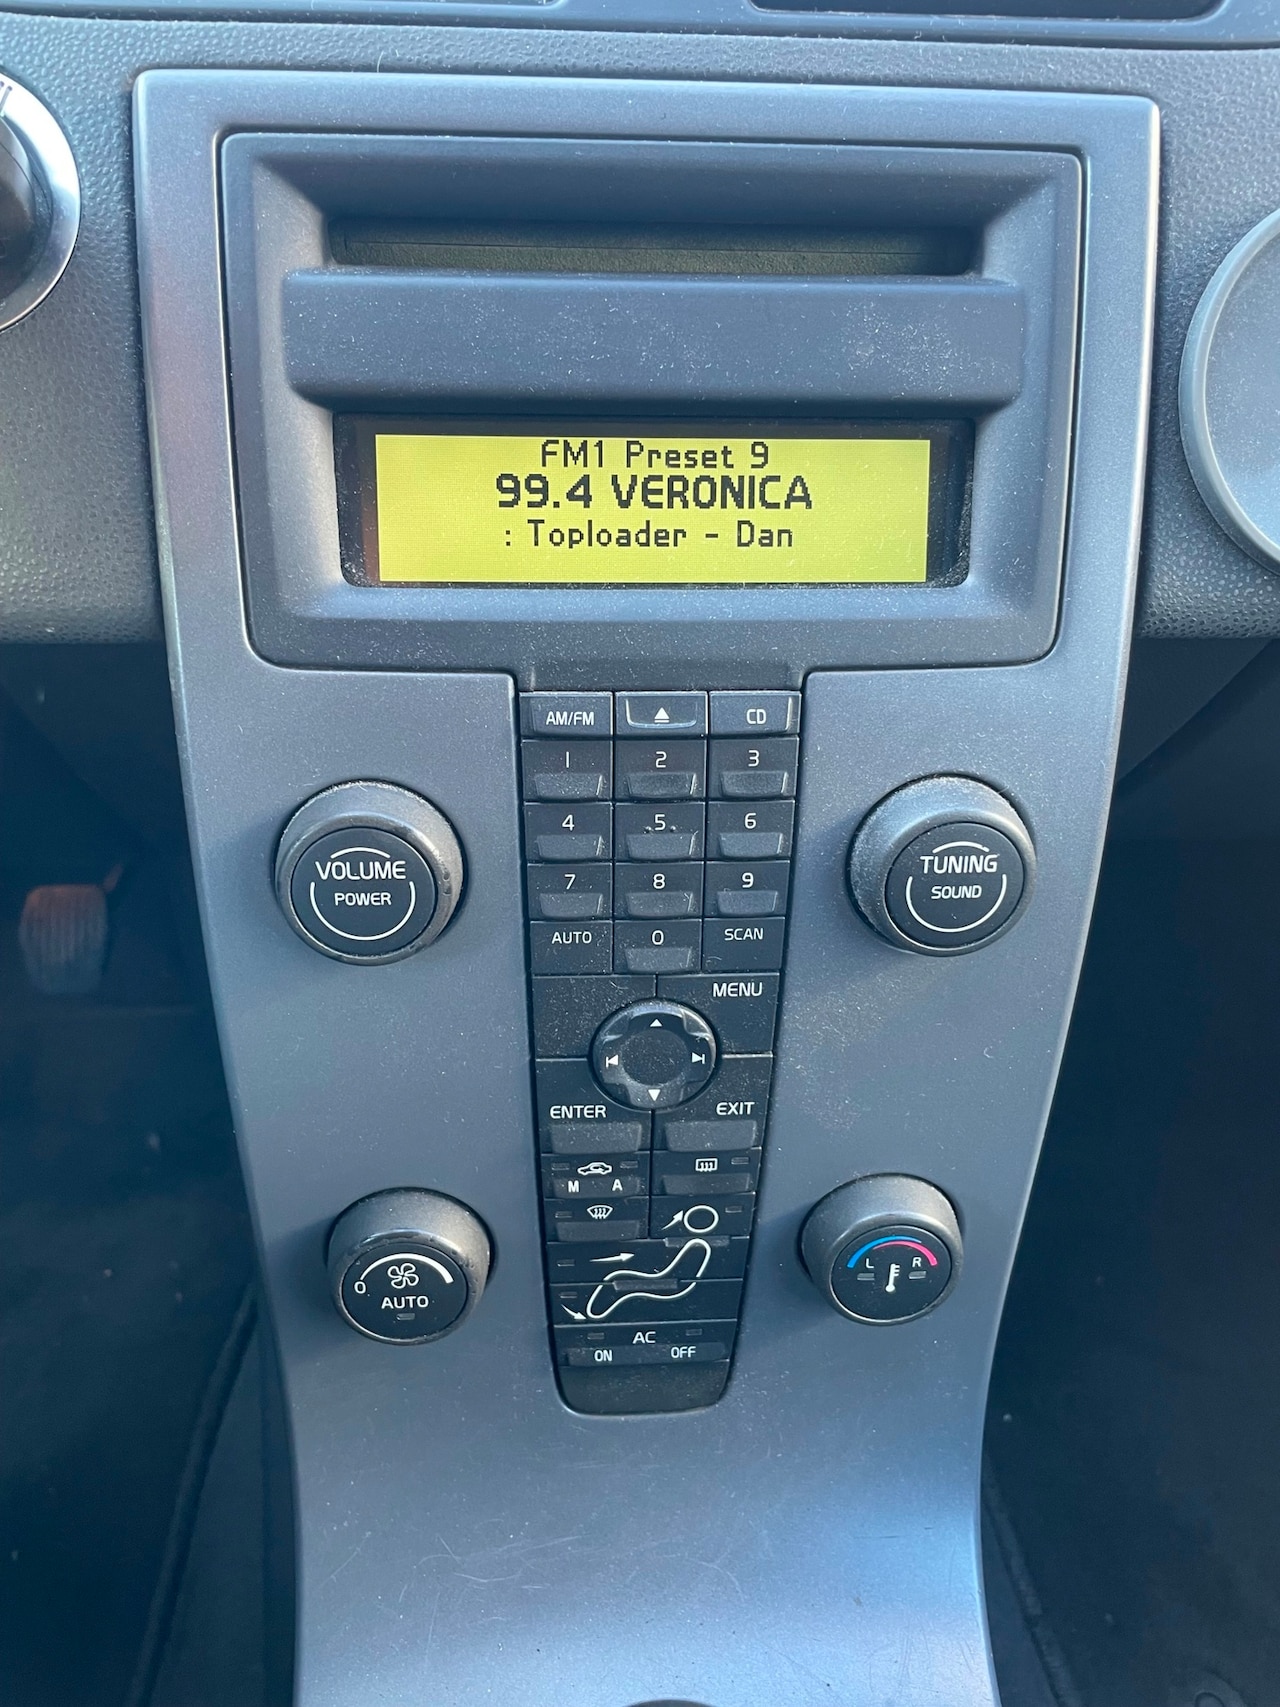 FM1 Preset 9
99.4 VERONICA
: Toploader - Dan
AM/FM CD
1 2 3
4 5 6
7 8 9
AUTO 0 SCAN
VOLUME
POWER
TUNING
SOUND
MENU
ENTER EXIT
M A
0
AUTO
L R
AC
ON OFF